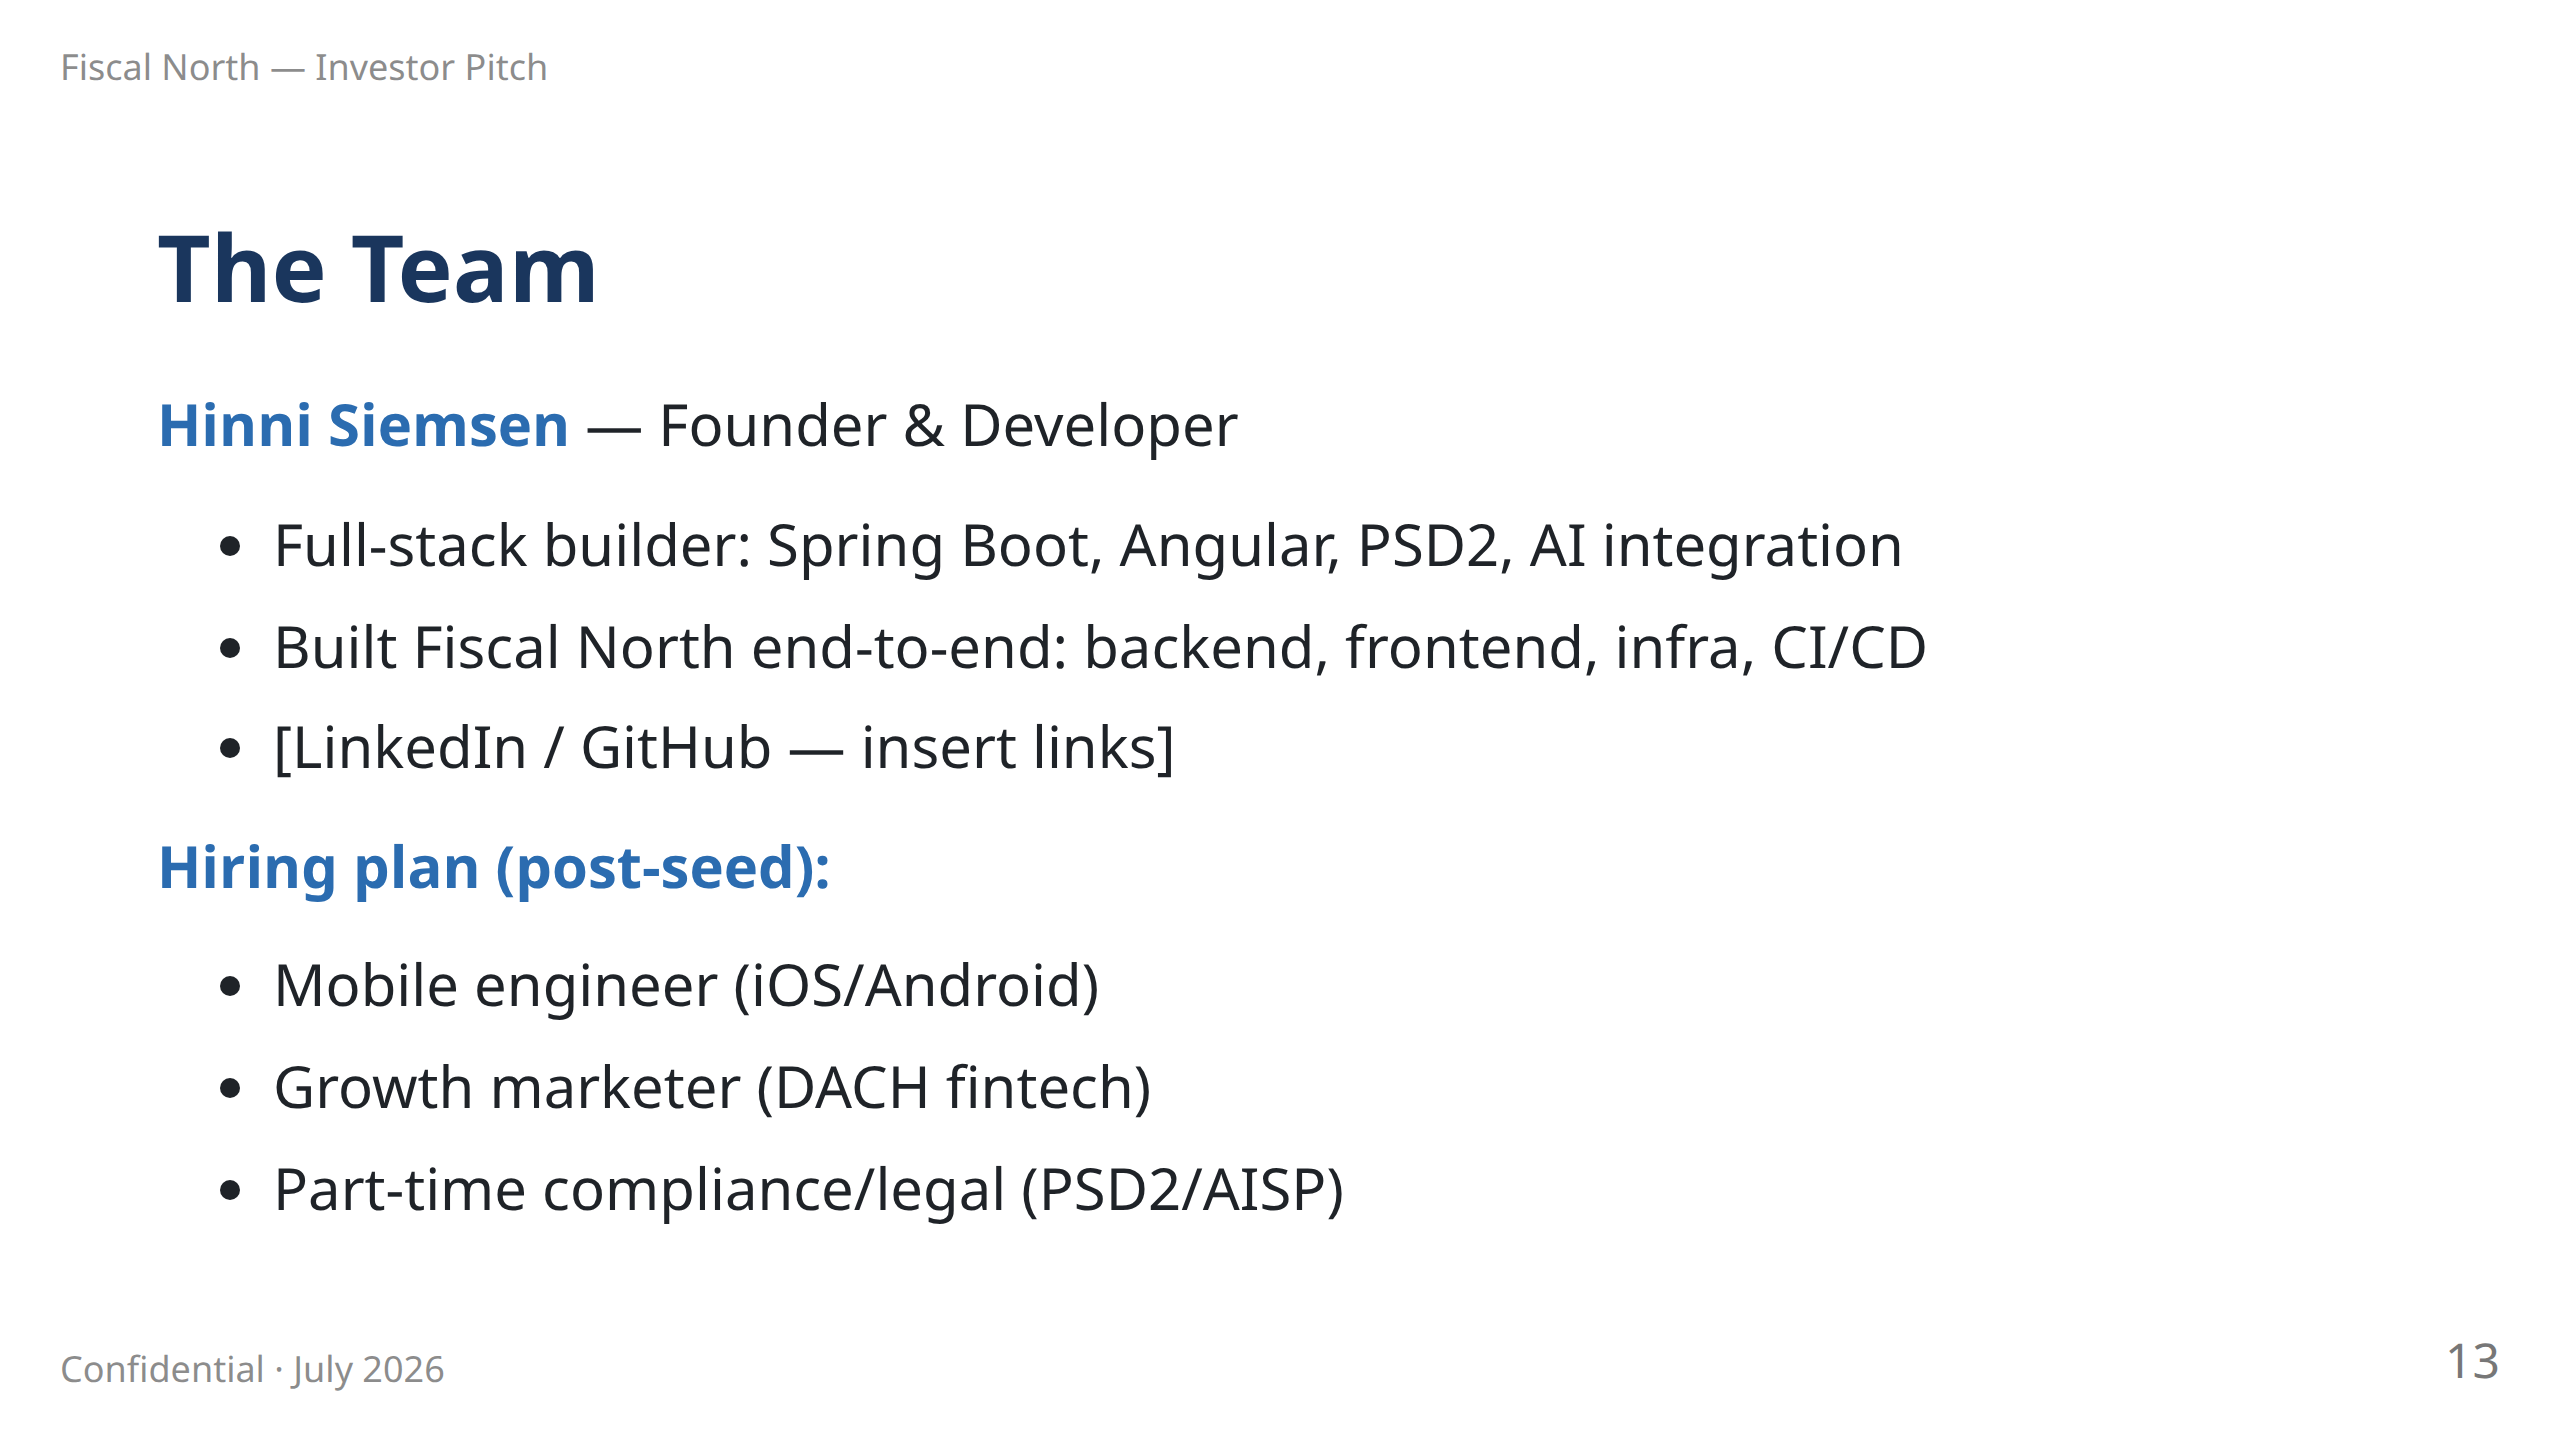 Fiscal North — Investor Pitch
The Team
Hinni Siemsen — Founder & Developer
• Full-stack builder: Spring Boot, Angular, PSD2, AI integration
• Built Fiscal North end-to-end: backend, frontend, infra, CI/CD
• [LinkedIn / GitHub — insert links]
Hiring plan (post-seed):
• Mobile engineer (iOS/Android)
• Growth marketer (DACH fintech)
• Part-time compliance/legal (PSD2/AISP)
Confidential · July 2026
13